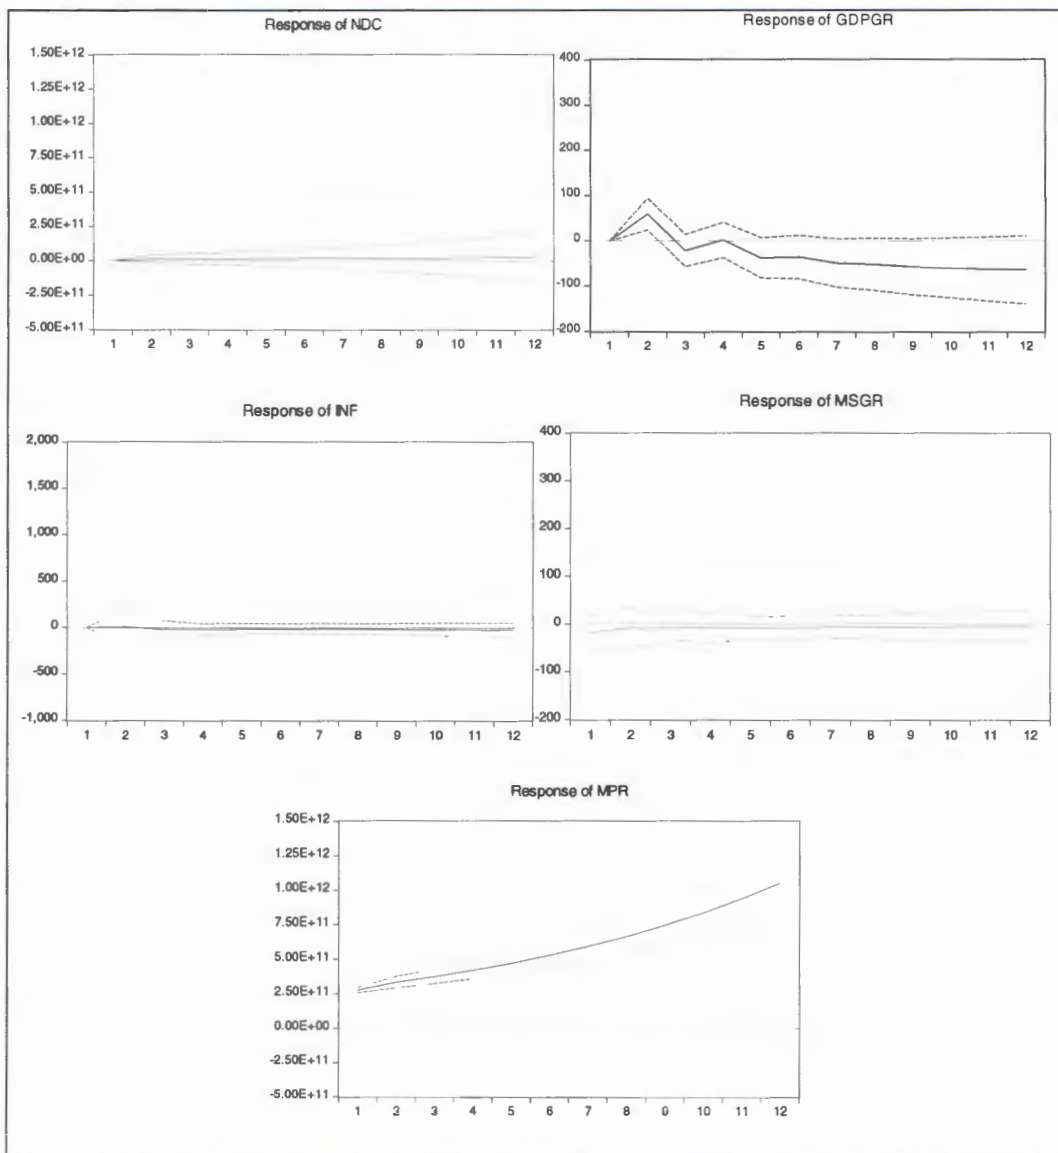 Response of NDC
1.50E+12
1.25E+12
1.00E+12
7.50E+11
5.00E+11
2.50E+11
0.00E+00
-2.50E+11
-5.00E+11
1 2 3 4 5 6 7 8 9 10 11 12
Response of GDPGR
400
300
200
100
0
-100
-200
1 2 3 4 5 6 7 8 9 10 11 12
Response of INF
2,000
1,500
1,000
500
0
-500
-1,000
1 2 3 4 5 6 7 8 9 10 11 12
Response of MSGR
400
300
200
100
0
-100
-200
1 2 3 4 5 6 7 8 9 10 11 12
Response of MPR
1.50E+12
1.25E+12
1.00E+12
7.50E+11
5.00E+11
2.50E+11
0.00E+00
-2.50E+11
-5.00E+11
1 2 3 4 5 6 7 8 9 10 11 12